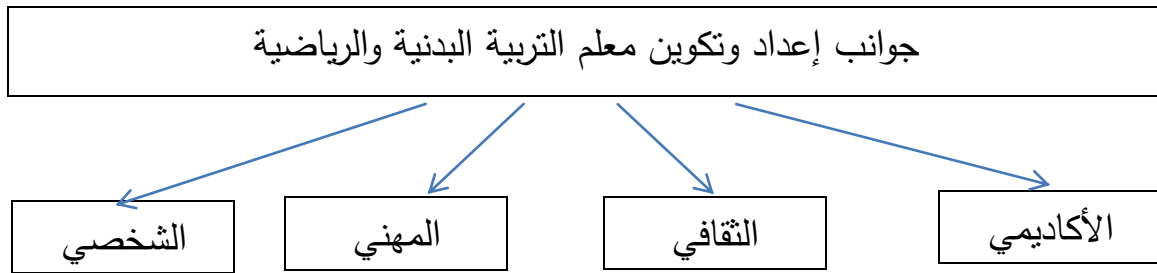 جوانب إعداد وتكوين معلم التربية البدنية والرياضية
الأكاديمي
الثقافي
المهني
الشخصي